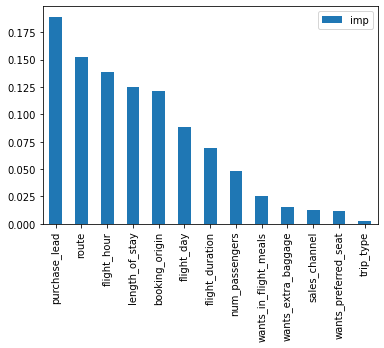 imp
0.175
0.150
0.125
0.100
0.075
0.050
0.025
0.000
purchase_lead
route
flight_hour
length_of_stay
booking_origin
flight_day
flight_duration
num_passengers
wants_in_flight_meals
wants_extra_baggage
sales_channel
wants_preferred_seat
trip_type